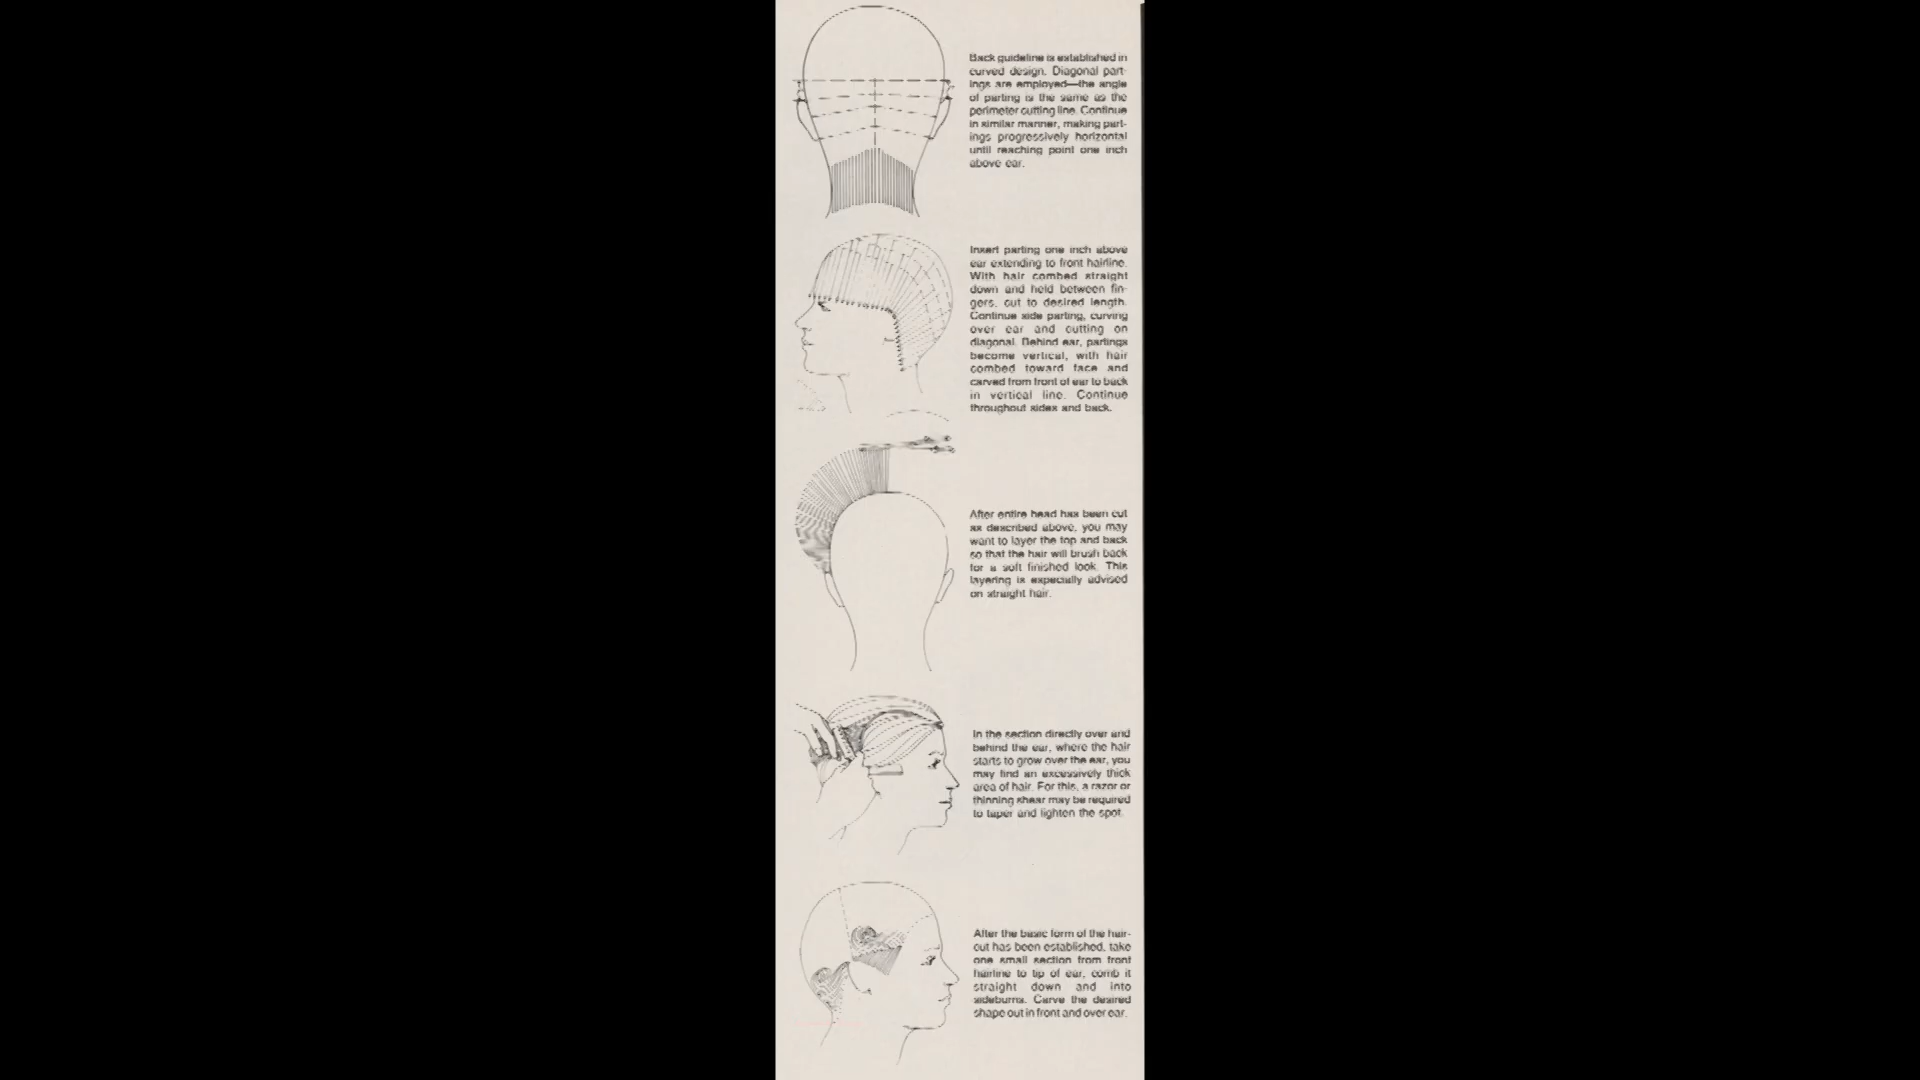 Back guideline is established in
curved design. Diagonal part-
ings are employed—the angle
of parting is the same as the
perimeter cutting line. Continue
in similar manner, making part-
ings progressively horizontal
until reaching point one inch
above ear.
Insert parting one inch above
ear extending to front hairline.
With hair combed straight
down and held between fin-
gers, cut to desired length.
Continue side parting, curving
over ear and cutting on
diagonal. Behind ear, partings
become vertical, with hair
combed toward face and
carved from front of ear to back
in vertical line. Continue
throughout sides and back.
After entire head has been cut
as described above, you may
want to layer the top and back
so that the hair will brush back
for a soft finished look. This
layering is especially advised
on straight hair.
In the section directly over and
behind the ear, where the hair
starts to grow over the ear, you
may find an excessively thick
area of hair. For this, a razor or
thinning shear may be required
to taper and lighten the spot.
After the basic form of the hair-
cut has been established, take
one small section from front
hairline to tip of ear, comb it
straight down and into
sideburns. Carve the desired
shape out in front and over ear.